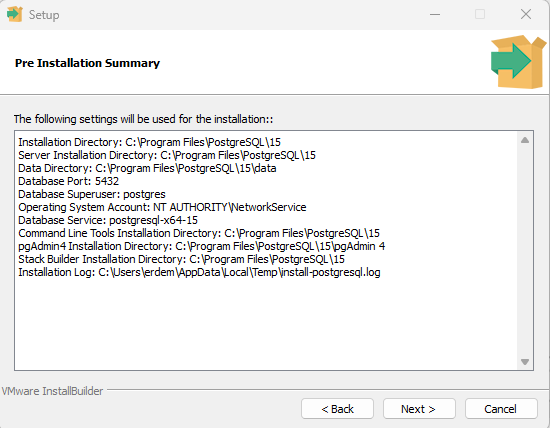 Setup
Pre Installation Summary
The following settings will be used for the installation::
Installation Directory: C:\Program Files\PostgreSQL\15
Server Installation Directory: C:\Program Files\PostgreSQL\15
Data Directory: C:\Program Files\PostgreSQL\15\data
Database Port: 5432
Database Superuser: postgres
Operating System Account: NT AUTHORITY\NetworkService
Database Service: postgresql-x64-15
Command Line Tools Installation Directory: C:\Program Files\PostgreSQL\15
pgAdmin4 Installation Directory: C:\Program Files\PostgreSQL\15\pgAdmin 4
Stack Builder Installation Directory: C:\Program Files\PostgreSQL\15
Installation Log: C:\Users\erdem\AppData\Local\Temp\install-postgresql.log
VMware InstallBuilder
< Back
Next >
Cancel